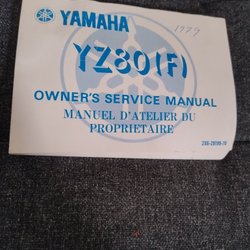 YAMAHA
1979
YZ80(F)
OWNER'S SERVICE MANUAL
MANUEL D'ATELIER DU
PROPRIETAIRE